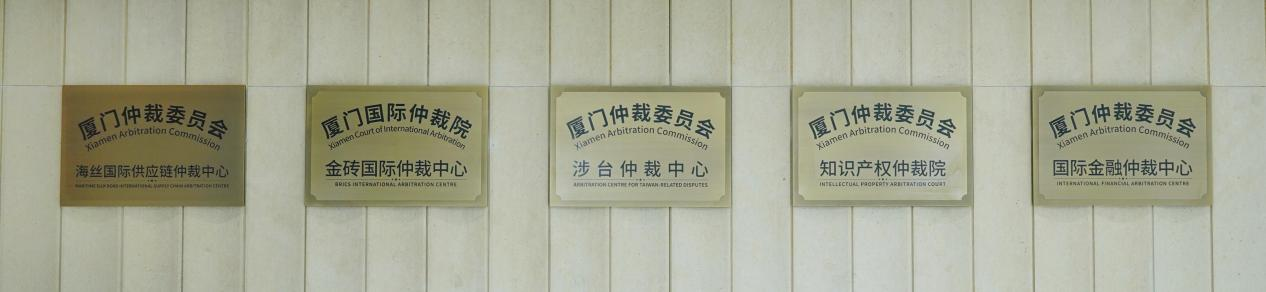 厦门仲裁委员会
Xiamen Arbitration Commission
海丝国际供应链仲裁中心
MARITIME SILK ROAD INTERNATIONAL SUPPLY CHAIN ARBITRATION CENTRE
厦门国际仲裁院
Xiamen Court of International Arbitration
金砖国际仲裁中心
BRICS INTERNATIONAL ARBITRATION CENTRE
厦门仲裁委员会
Xiamen Arbitration Commission
涉台仲裁中心
ARBITRATION CENTRE FOR TAIWAN-RELATED DISPUTES
厦门仲裁委员会
Xiamen Arbitration Commission
知识产权仲裁院
INTELLECTUAL PROPERTY ARBITRATION COURT
厦门仲裁委员会
Xiamen Arbitration Commission
国际金融仲裁中心
INTERNATIONAL FINANCIAL ARBITRATION CENTRE